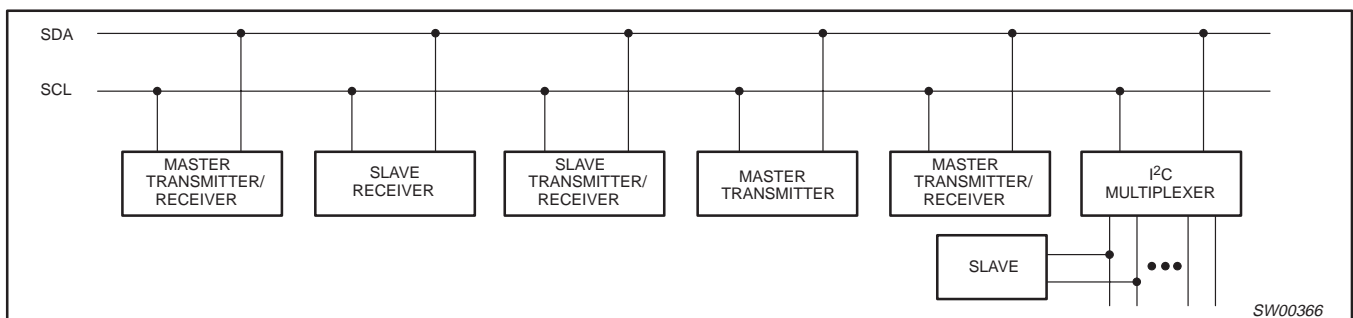 SDA
SCL
MASTER
TRANSMITTER/
RECEIVER
SLAVE
RECEIVER
SLAVE
TRANSMITTER/
RECEIVER
MASTER
TRANSMITTER
MASTER
TRANSMITTER/
RECEIVER
I²C
MULTIPLEXER
SLAVE
SW00366